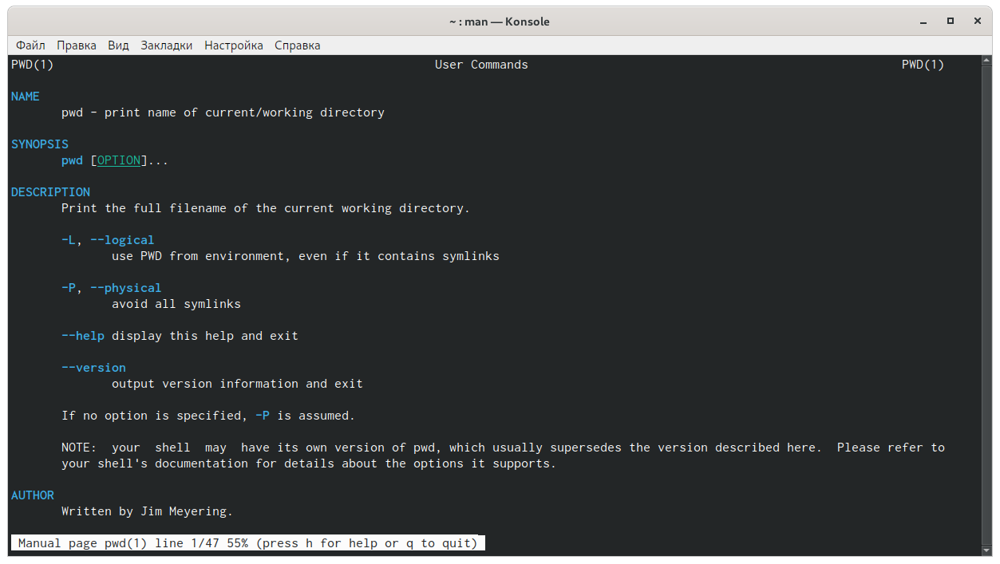 ~ : man — Konsole
Файл Правка Вид Закладки Настройка Справка
PWD(1) User Commands PWD(1)
NAME
pwd - print name of current/working directory
SYNOPSIS
pwd [OPTION]...
DESCRIPTION
Print the full filename of the current working directory.
-L, --logical
use PWD from environment, even if it contains symlinks
-P, --physical
avoid all symlinks
--help display this help and exit
--version
output version information and exit
If no option is specified, -P is assumed.
NOTE: your shell may have its own version of pwd, which usually supersedes the version described here. Please refer to
your shell's documentation for details about the options it supports.
AUTHOR
Written by Jim Meyering.
Manual page pwd(1) line 1/47 55% (press h for help or q to quit)